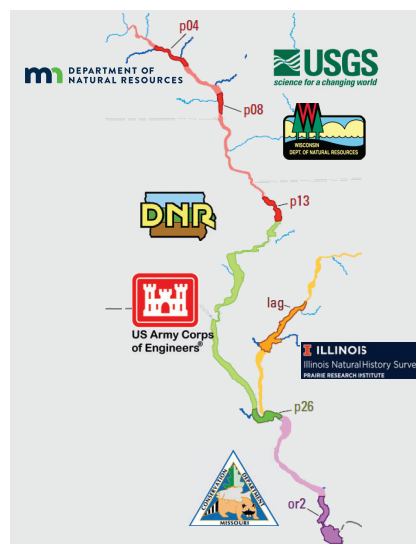 p04
DEPARTMENT OF
NATURAL RESOURCES
USGS
science for a changing world
p08
W
WISCONSIN
DEPT. OF NATURAL RESOURCES
p13
DNR
lag
US Army Corps
of Engineers®
I ILLINOIS
Illinois Natural History Surve
PRAIRIE RESEARCH INSTITUTE
p26
CONSERVATION
DEPARTMENT
MISSOURI
or2